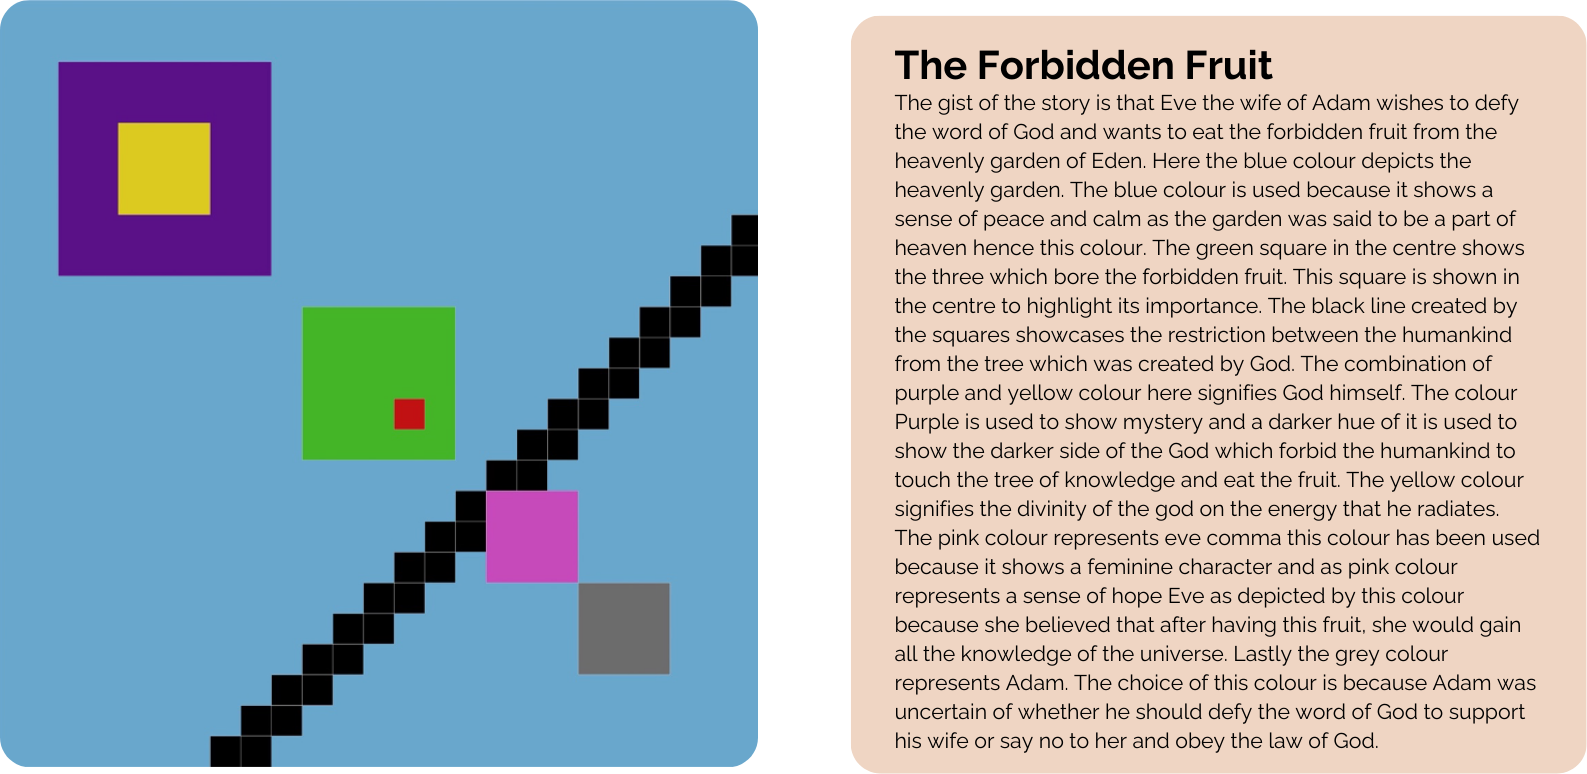 The Forbidden Fruit
The gist of the story is that Eve the wife of Adam wishes to defy
the word of God and wants to eat the forbidden fruit from the
heavenly garden of Eden. Here the blue colour depicts the
heavenly garden. The blue colour is used because it shows a
sense of peace and calm as the garden was said to be a part of
heaven hence this colour. The green square in the centre shows
the three which bore the forbidden fruit. This square is shown in
the centre to highlight its importance. The black line created by
the squares showcases the restriction between the humankind
from the tree which was created by God. The combination of
purple and yellow colour here signifies God himself. The colour
Purple is used to show mystery and a darker hue of it is used to
show the darker side of the God which forbid the humankind to
touch the tree of knowledge and eat the fruit. The yellow colour
signifies the divinity of the god on the energy that he radiates.
The pink colour represents eve comma this colour has been used
because it shows a feminine character and as pink colour
represents a sense of hope Eve as depicted by this colour
because she believed that after having this fruit, she would gain
all the knowledge of the universe. Lastly the grey colour
represents Adam. The choice of this colour is because Adam was
uncertain of whether he should defy the word of God to support
his wife or say no to her and obey the law of God.